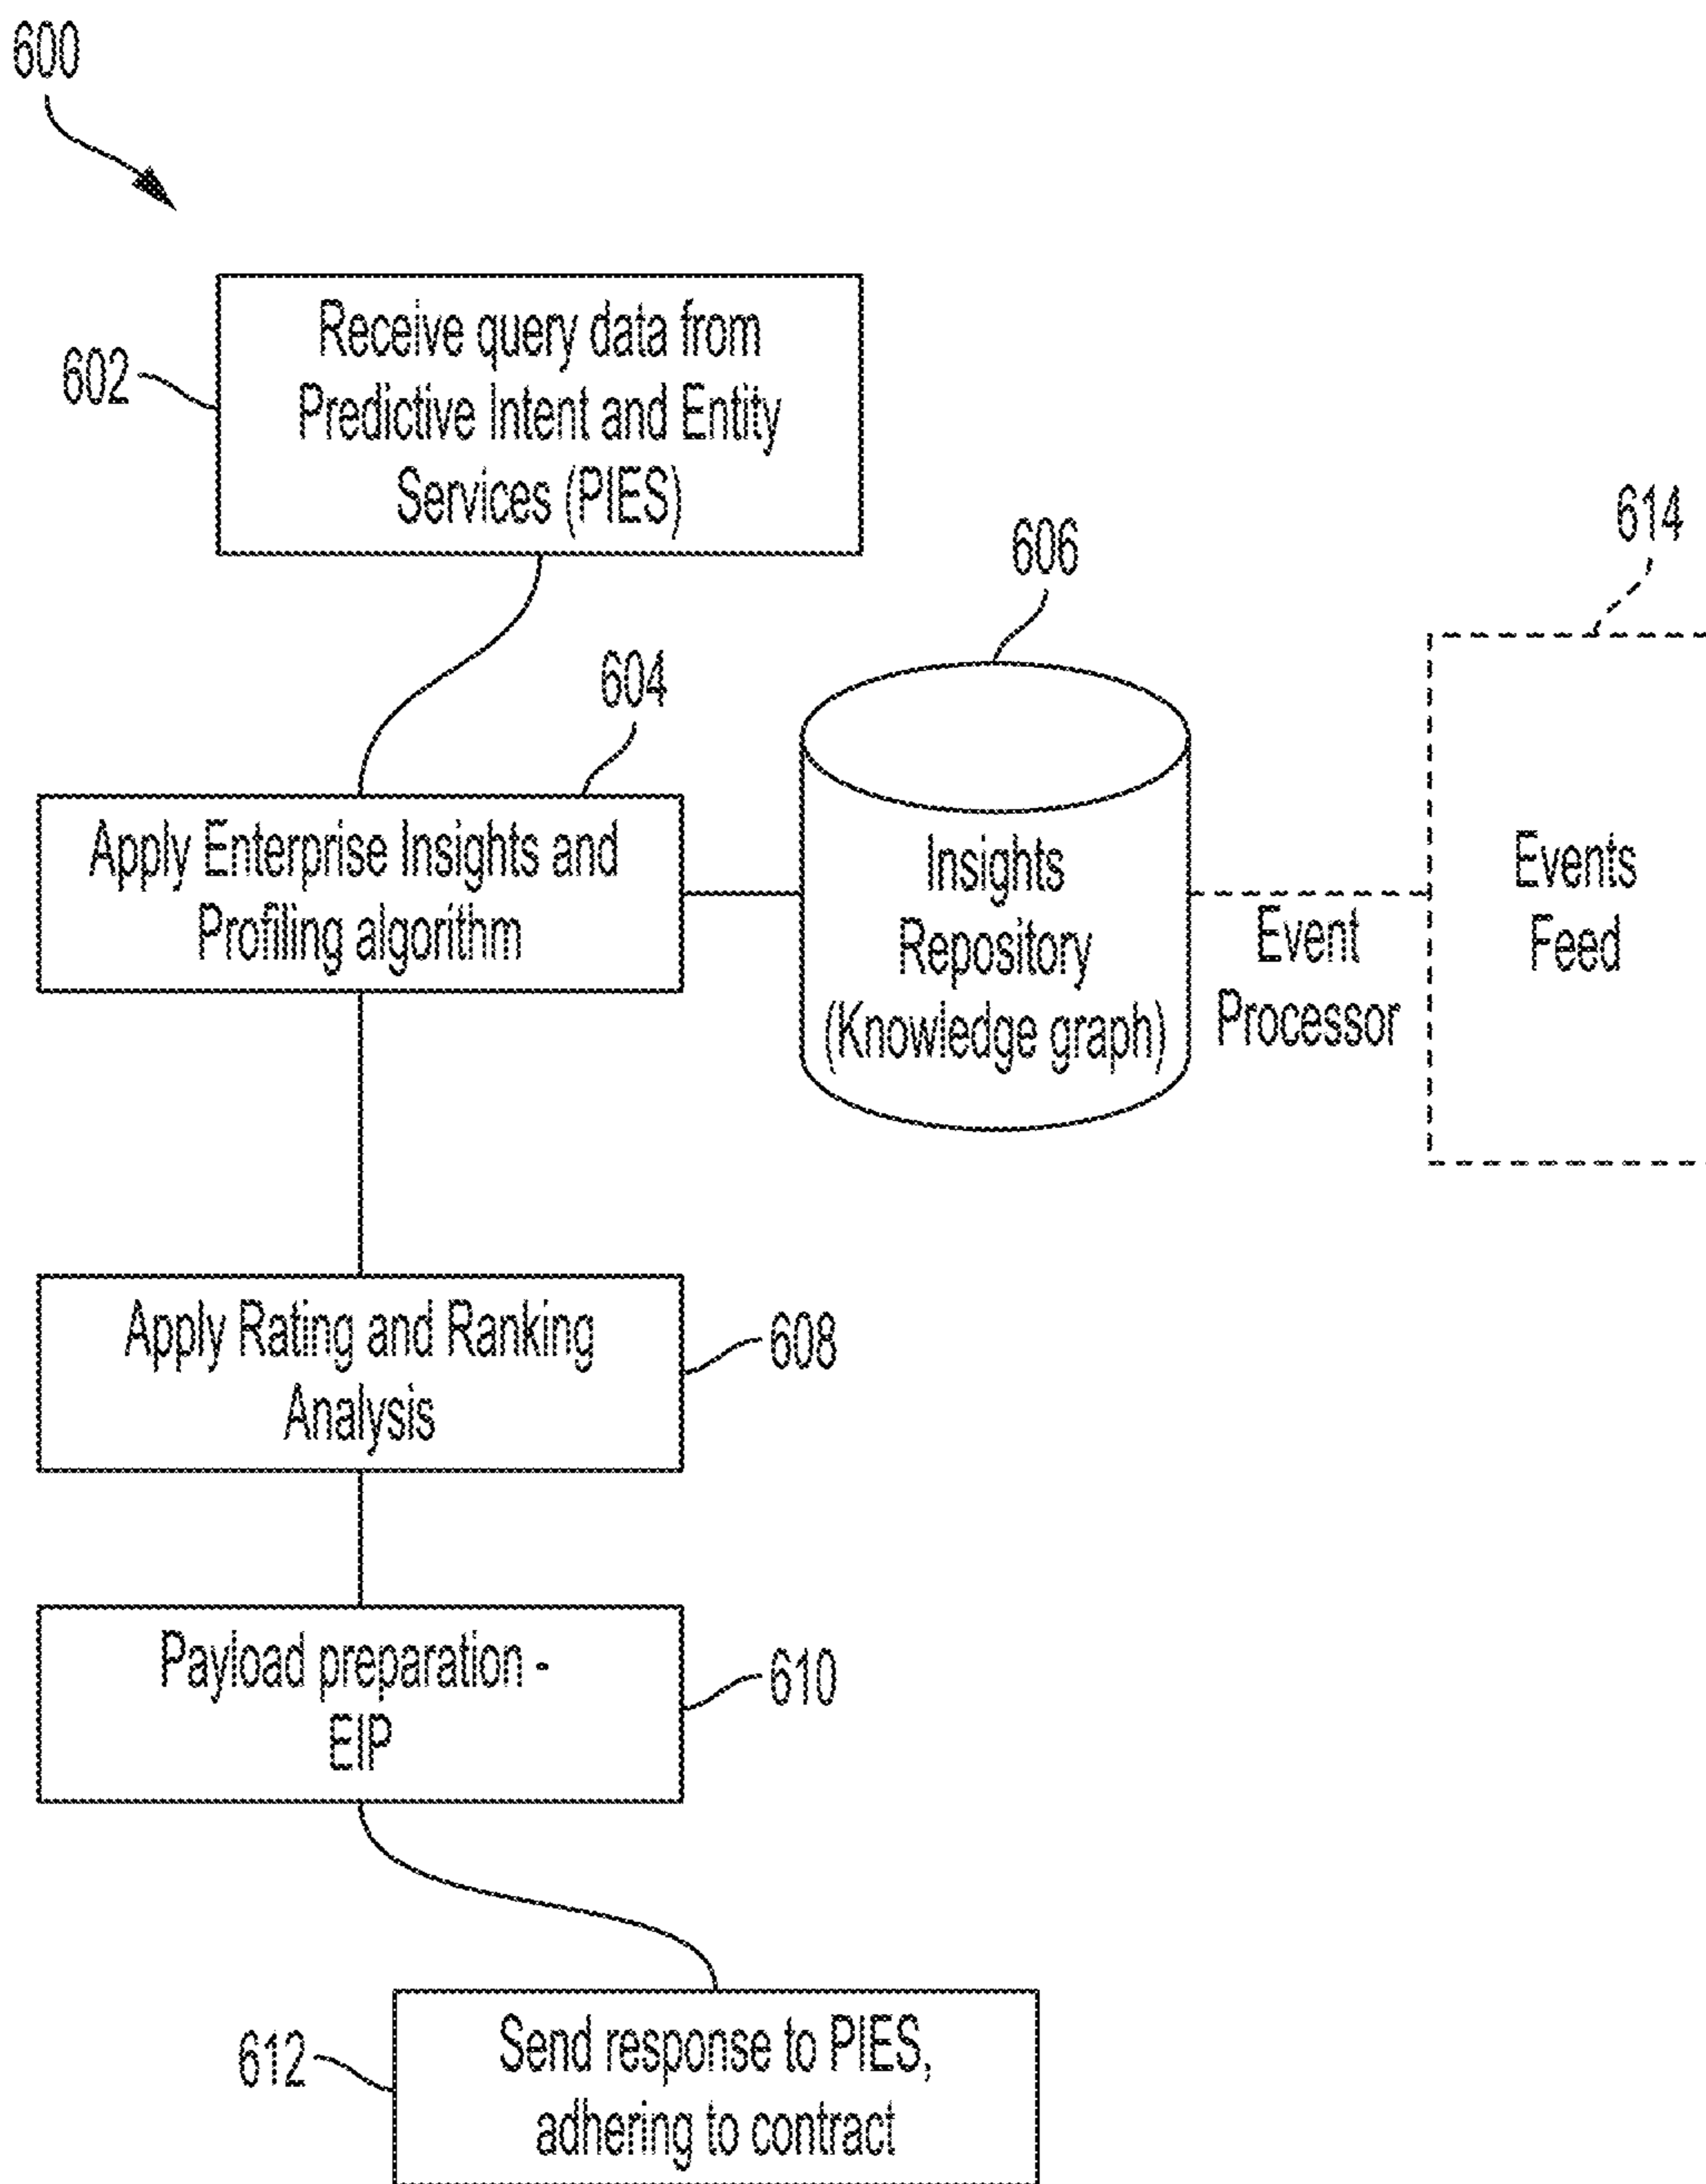 600
602
Receive query data from
Predictive Intent and Entity
Services (PIES)
604
Apply Enterprise Insights and
Profiling algorithm
606
Insights
Repository
(Knowledge graph)
Event
Processor
614
Events
Feed
Apply Rating and Ranking
Analysis
608
Payload preparation -
EIP
610
612
Send response to PIES,
adhering to contract